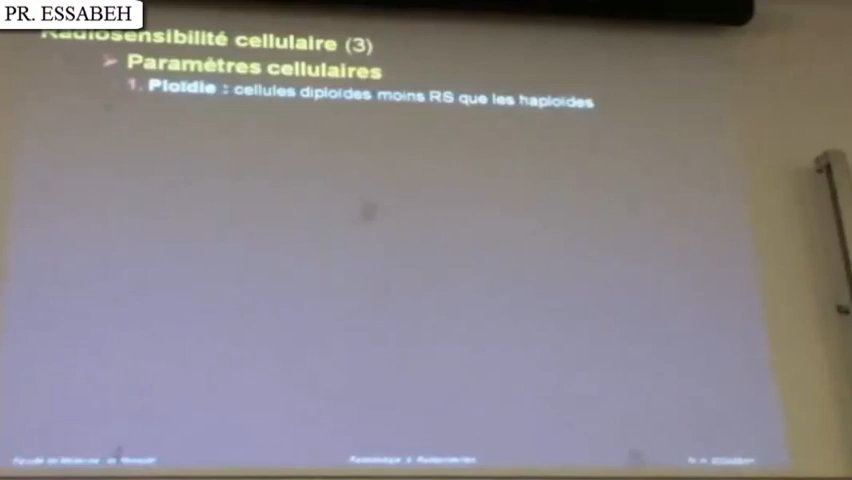 PR. ESSABEH
Radiosensibilité cellulaire (3)
➢ Paramètres cellulaires
1. Ploïdie : cellules diploïdes moins RS que les haploïdes